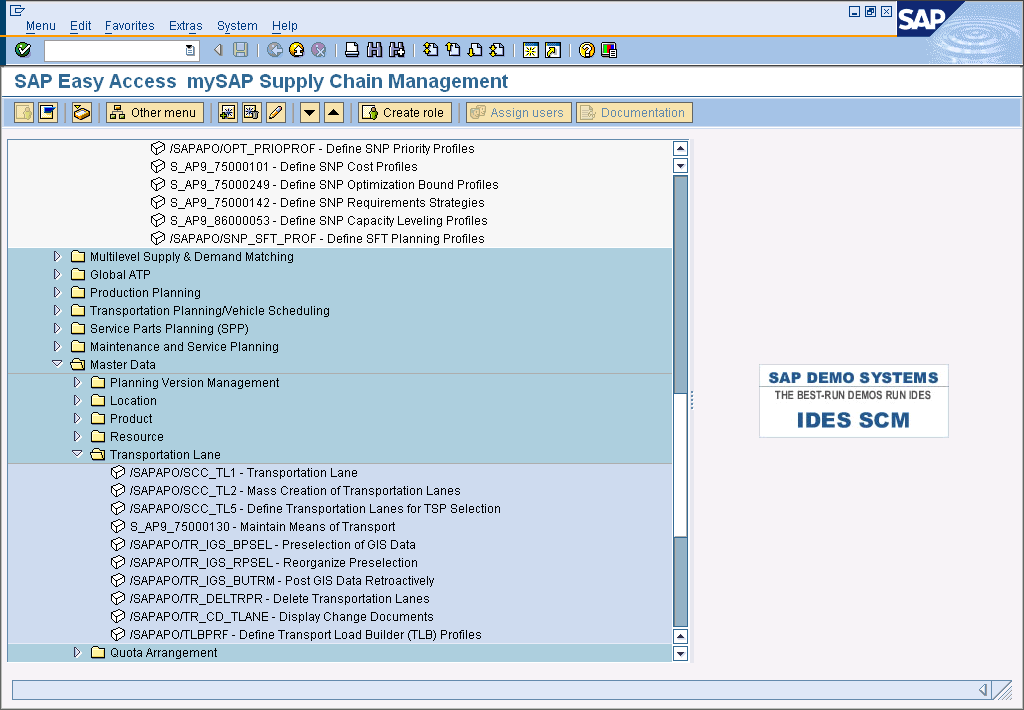 Menu Edit Favorites Extras System Help
SAP
SAP Easy Access mySAP Supply Chain Management
Other menu Create role Assign users Documentation
/SAPAPO/OPT_PRIOPROF - Define SNP Priority Profiles
S_AP9_75000101 - Define SNP Cost Profiles
S_AP9_75000249 - Define SNP Optimization Bound Profiles
S_AP9_75000142 - Define SNP Requirements Strategies
S_AP9_86000053 - Define SNP Capacity Leveling Profiles
/SAPAPO/SNP_SFT_PROF - Define SFT Planning Profiles
Multilevel Supply & Demand Matching
Global ATP
Production Planning
Transportation Planning/Vehicle Scheduling
Service Parts Planning (SPP)
Maintenance and Service Planning
Master Data
Planning Version Management
Location
Product
Resource
Transportation Lane
/SAPAPO/SCC_TL1 - Transportation Lane
/SAPAPO/SCC_TL2 - Mass Creation of Transportation Lanes
/SAPAPO/SCC_TL5 - Define Transportation Lanes for TSP Selection
S_AP9_75000130 - Maintain Means of Transport
/SAPAPO/TR_IGS_BPSEL - Preselection of GIS Data
/SAPAPO/TR_IGS_RPSEL - Reorganize Preselection
/SAPAPO/TR_IGS_BUTRM - Post GIS Data Retroactively
/SAPAPO/TR_DELTRPR - Delete Transportation Lanes
/SAPAPO/TR_CD_TLANE - Display Change Documents
/SAPAPO/TLBPRF - Define Transport Load Builder (TLB) Profiles
Quota Arrangement
SAP DEMO SYSTEMS
THE BEST-RUN DEMOS RUN IDES
IDES SCM